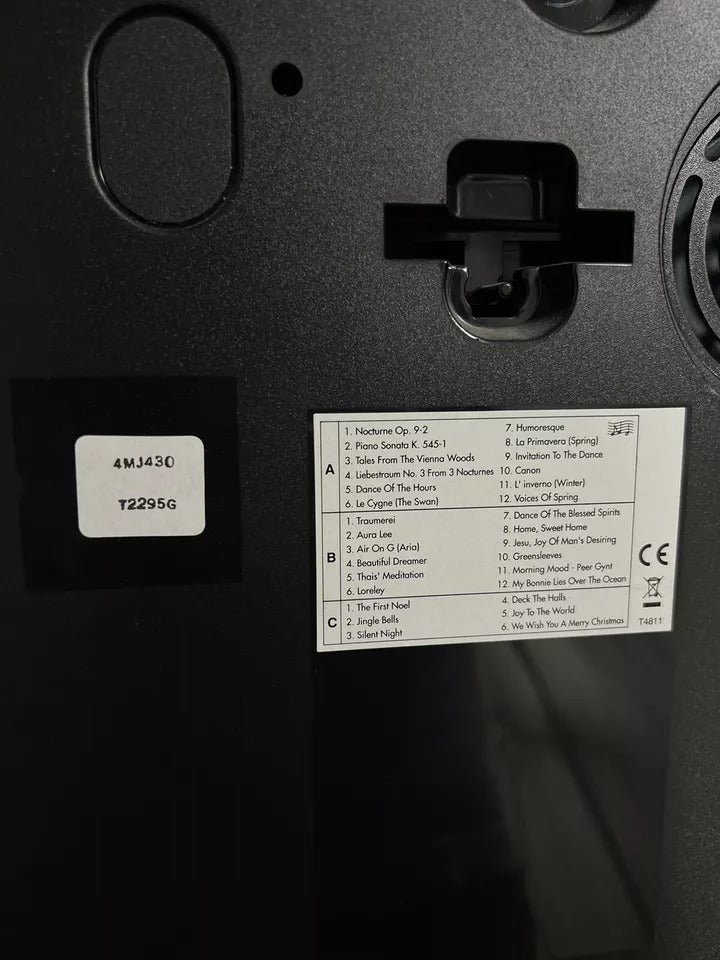 4MJ430
T2295G
A
1. Nocturne Op. 9-2
2. Piano Sonata K. 545-1
3. Tales From The Vienna Woods
4. Liebestraum No. 3 From 3 Nocturnes
5. Dance Of The Hours
6. Le Cygne (The Swan)
7. Humoresque
8. La Primavera (Spring)
9. Invitation To The Dance
10. Canon
11. L' inverno (Winter)
12. Voices Of Spring
B
1. Traumerei
2. Aura Lee
3. Air On G (Aria)
4. Beautiful Dreamer
5. Thais' Meditation
6. Loreley
7. Dance Of The Blessed Spirits
8. Home, Sweet Home
9. Jesu, Joy Of Man's Desiring
10. Greensleeves
11. Morning Mood - Peer Gynt
12. My Bonnie Lies Over The Ocean
C
1. The First Noel
2. Jingle Bells
3. Silent Night
4. Deck The Halls
5. Joy To The World
6. We Wish You A Merry Christmas
CE
T4811